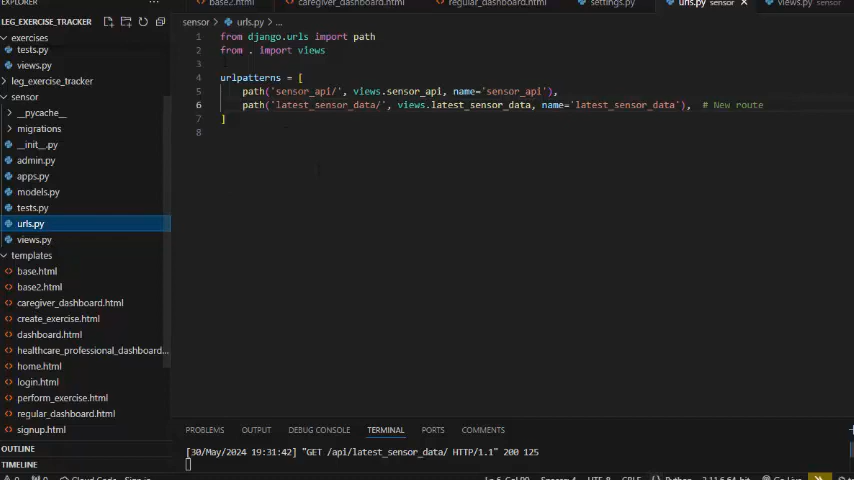 EXPLORER ...
base2.html
caregiver_dashboard.html
regular_dashboard.html
settings.py
urls.py sensor
views.py sensor
LEG_EXERCISE_TRACKER
exercises
tests.py
views.py
leg_exercise_tracker
sensor
__pycache__
migrations
__init__.py
admin.py
apps.py
models.py
tests.py
urls.py
views.py
templates
base.html
base2.html
caregiver_dashboard.html
create_exercise.html
dashboard.html
healthcare_professional_dashboard...
home.html
login.html
perform_exercise.html
regular_dashboard.html
signup.html
OUTLINE
TIMELINE
sensor > urls.py > ...
1 from django.urls import path
2 from . import views
3
4 urlpatterns = [
5 path('sensor_api/', views.sensor_api, name='sensor_api'),
6 path('latest_sensor_data/', views.latest_sensor_data, name='latest_sensor_data'), # New route
7 ]
8
PROBLEMS OUTPUT DEBUG CONSOLE TERMINAL PORTS COMMENTS
[30/May/2024 19:31:42] "GET /api/latest_sensor_data/ HTTP/1.1" 200 125